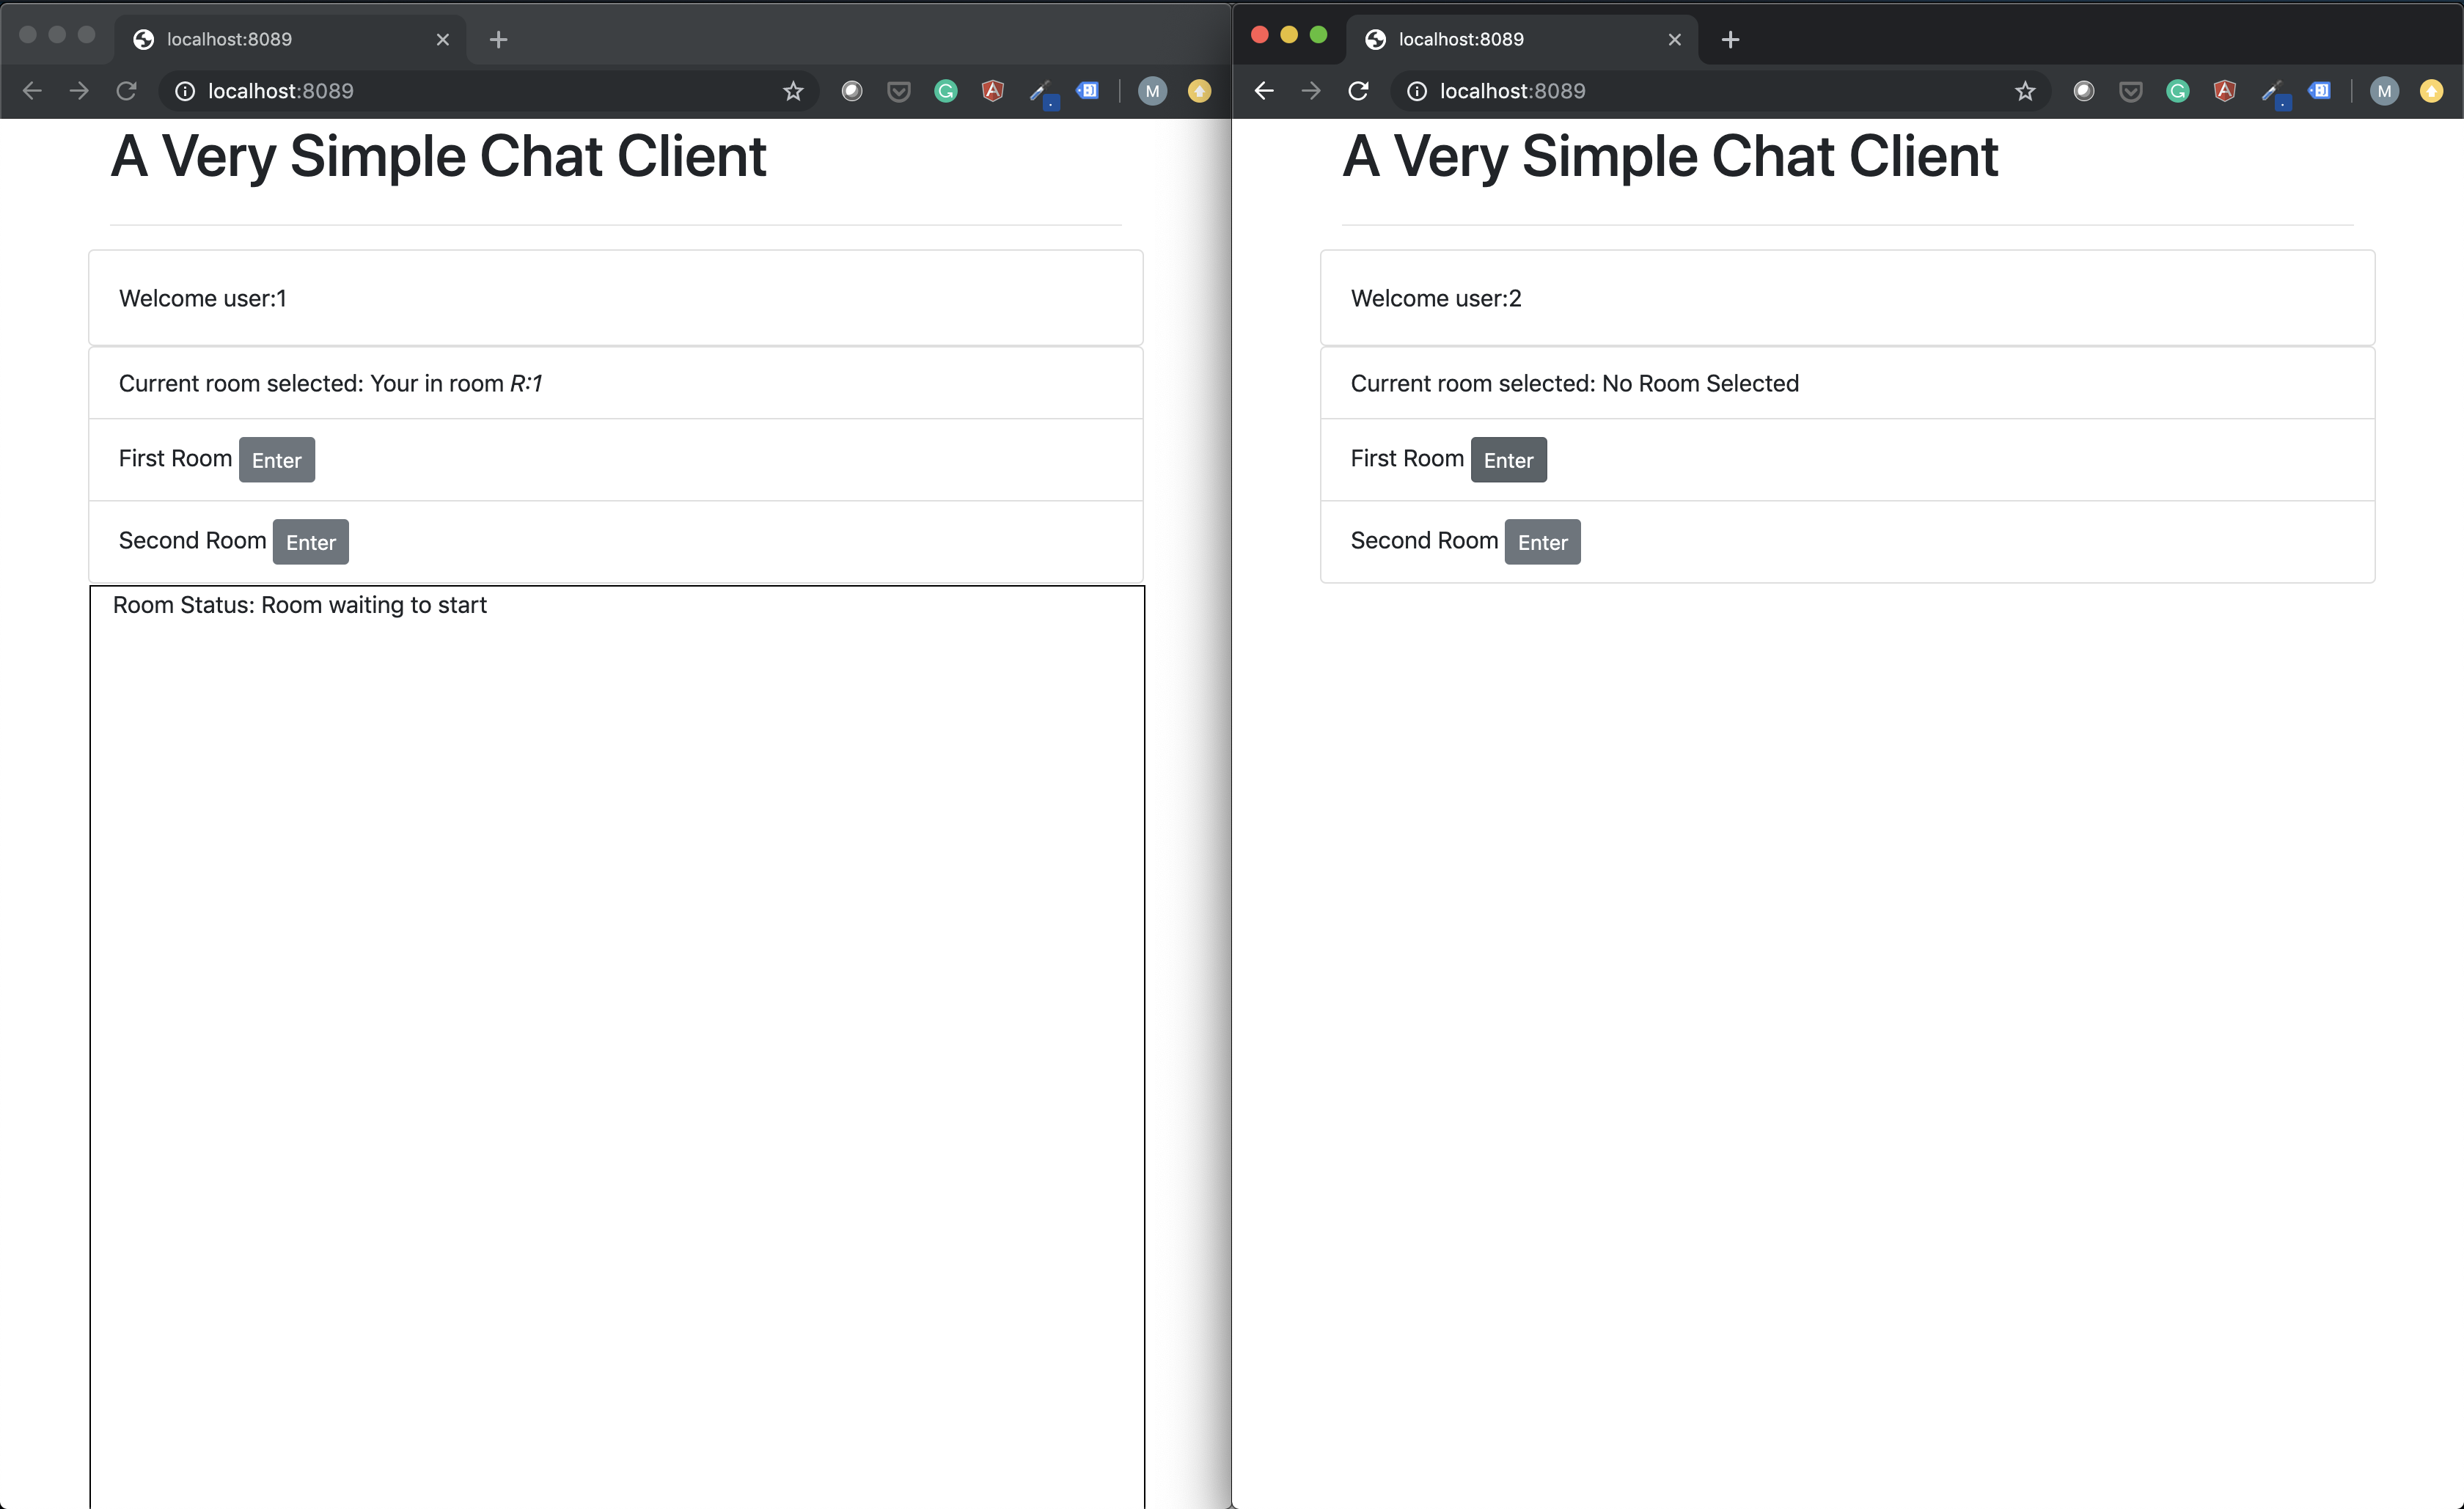 localhost:8089
localhost:8089
M
A Very Simple Chat Client
Welcome user:1
Current room selected: Your in room R:1
First Room Enter
Second Room Enter
Room Status: Room waiting to start
localhost:8089
localhost:8089
M
A Very Simple Chat Client
Welcome user:2
Current room selected: No Room Selected
First Room Enter
Second Room Enter